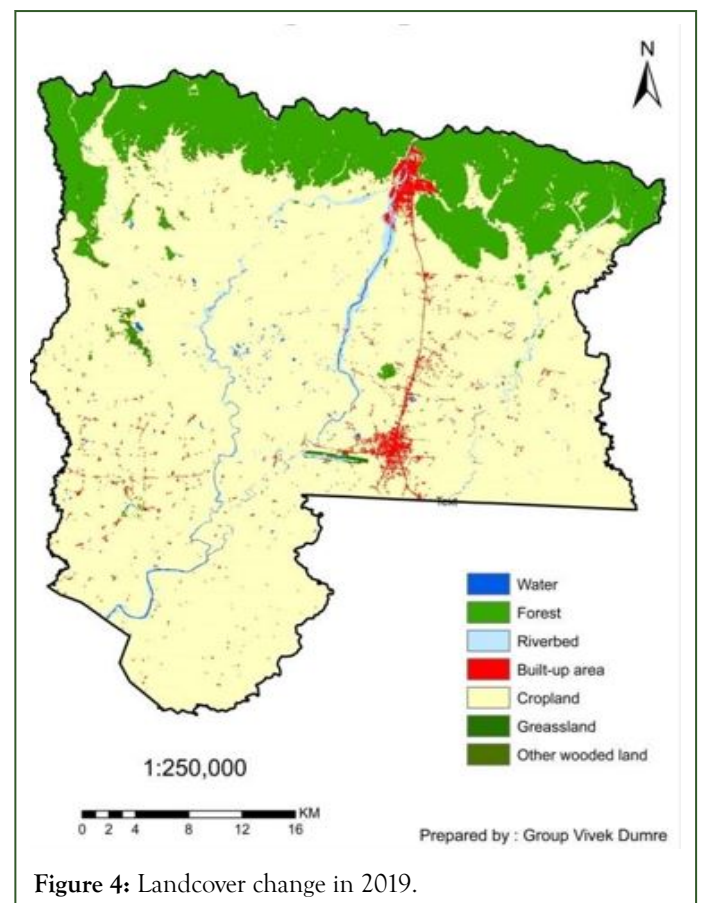 N
Water
Forest
Riverbed
Built-up area
Cropland
Greassland
Other wooded land
1:250,000
KM
0 2 4 8 12 16
Prepared by : Group Vivek Dumre
Figure 4: Landcover change in 2019.